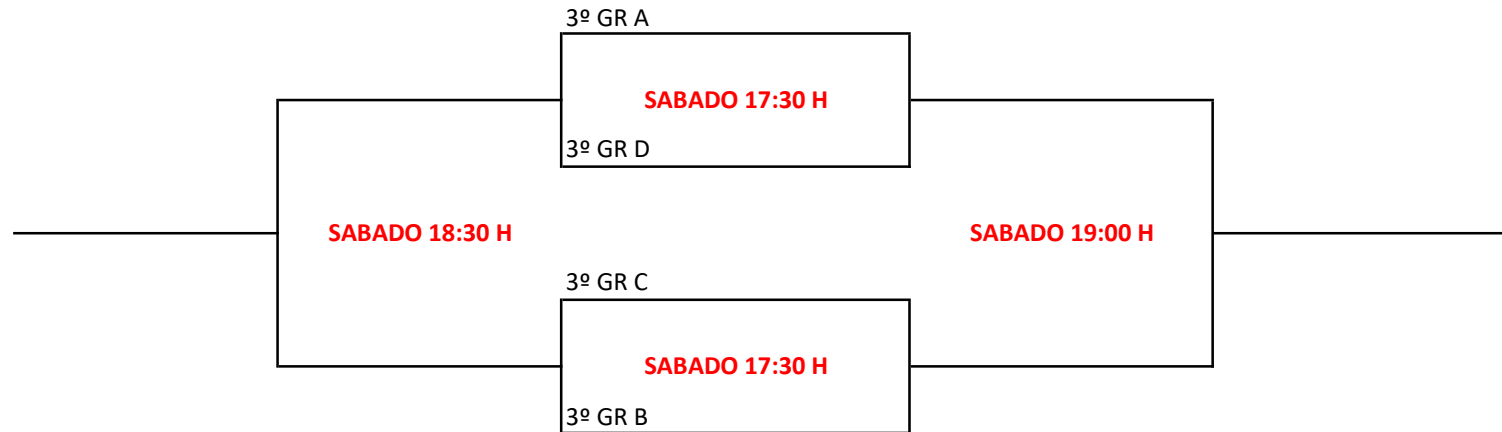 3º GR A
SABADO 17:30 H
3º GR D
SABADO 18:30 H
SABADO 19:00 H
3º GR C
SABADO 17:30 H
3º GR B